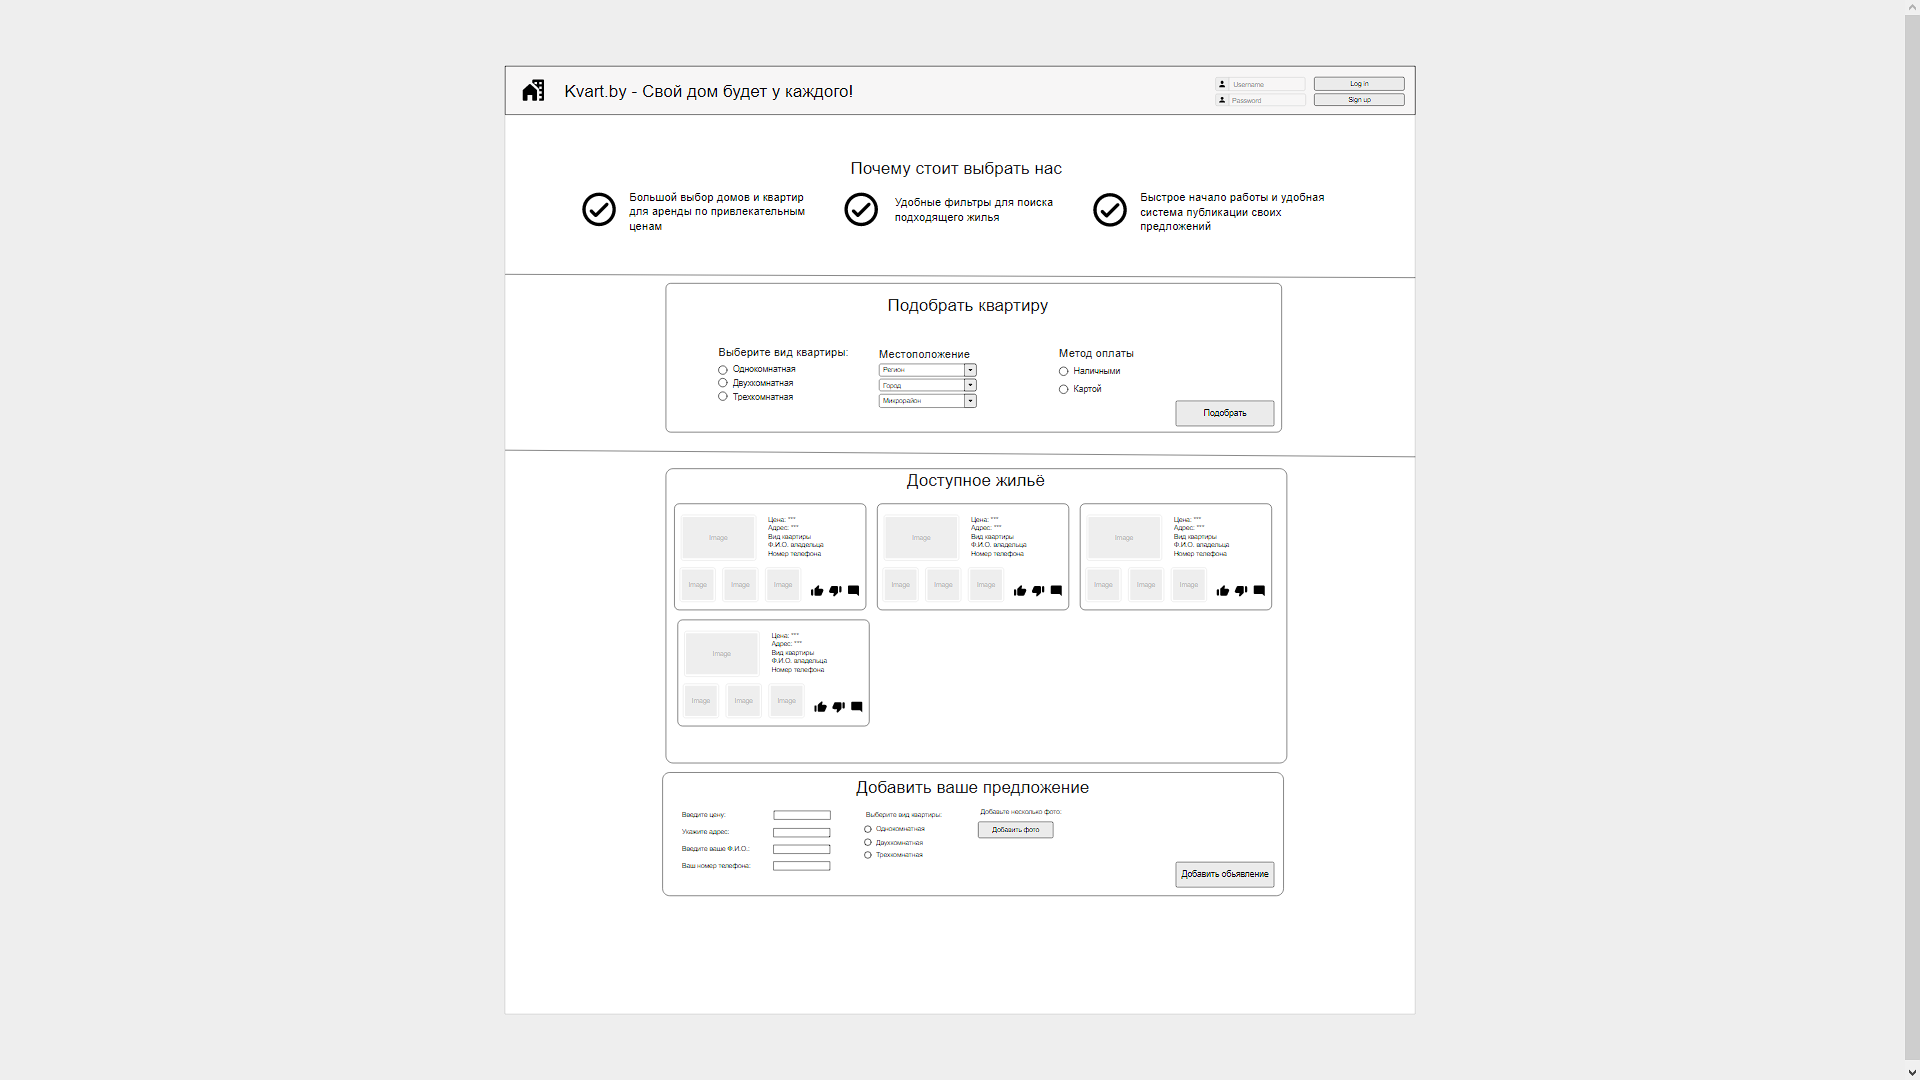 Kvart.by - Свой дом будет у каждого!
Username
Log in
Password
Sign up
Почему стоит выбрать нас
Большой выбор домов и квартир
для аренды по привлекательным
ценам
Удобные фильтры для поиска
подходящего жилья
Быстрое начало работы и удобная
система публикации своих
предложений
Подобрать квартиру
Выберите вид квартиры:
Однокомнатная
Двухкомнатная
Трехкомнатная
Местоположение
Регион
Город
Микрорайон
Метод оплаты
Наличными
Картой
Подобрать
Доступное жильё
Image
Цена: ***
Адрес: ***
Вид квартиры
Ф.И.О. владельца
Номер телефона
Image
Image
Image
Image
Цена: ***
Адрес: ***
Вид квартиры
Ф.И.О. владельца
Номер телефона
Image
Image
Image
Image
Цена: ***
Адрес: ***
Вид квартиры
Ф.И.О. владельца
Номер телефона
Image
Image
Image
Image
Цена: ***
Адрес: ***
Вид квартиры
Ф.И.О. владельца
Номер телефона
Image
Image
Image
Добавить ваше предложение
Введите цену:
Укажите адрес:
Введите ваше Ф.И.О.:
Ваш номер телефона:
Выберите вид квартиры:
Однокомнатная
Двухкомнатная
Трехкомнатная
Добавьте несколько фото:
Добавить фото
Добавить обьявление